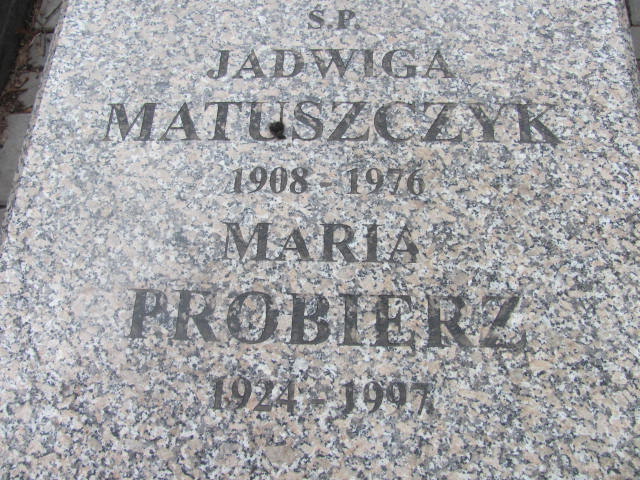 Ś.P.
JADWIGA
MATUSZCZYK
1908 - 1976
MARIA
PROBIERZ
1924 - 1997